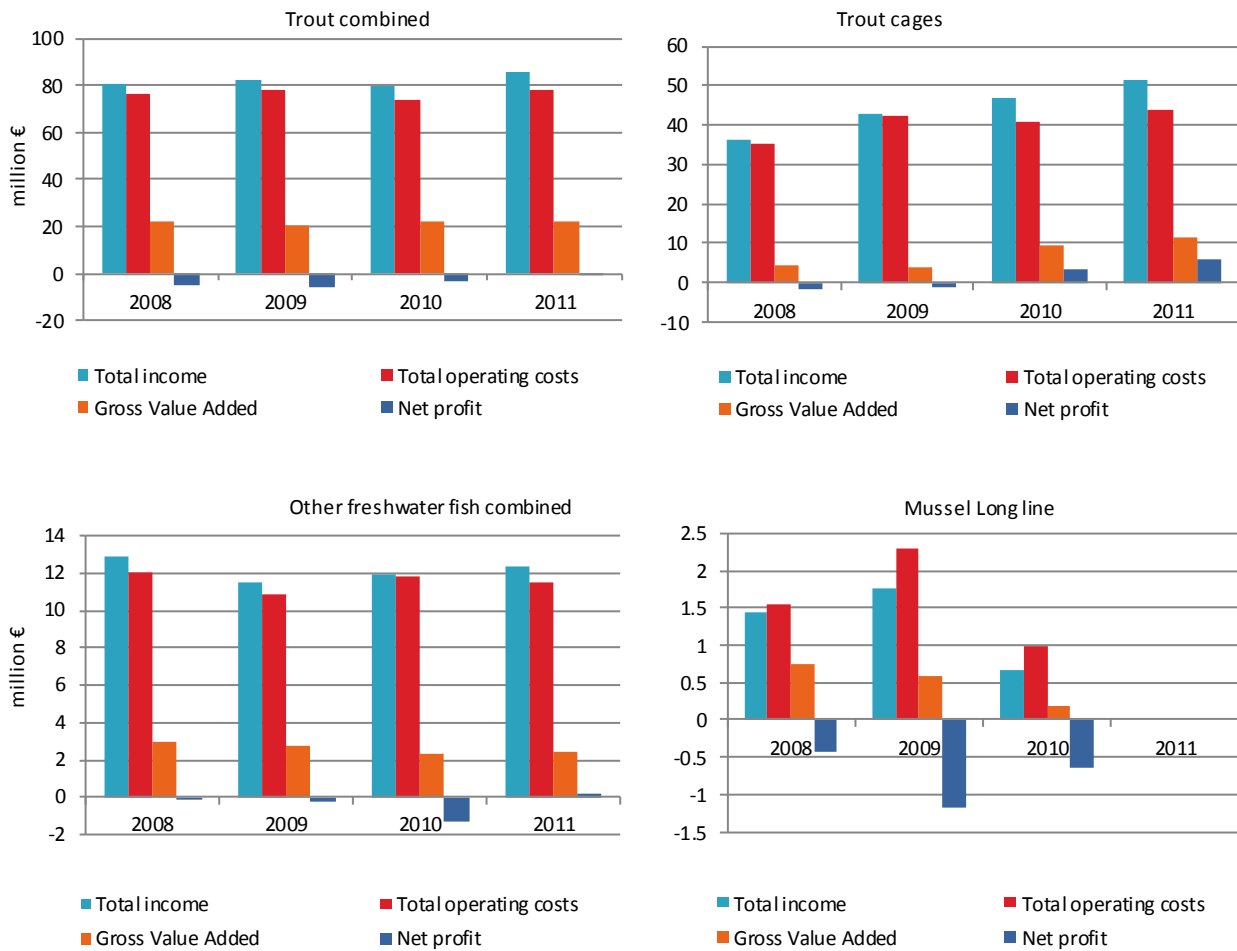 Trout combined
100
80
60
40
20
0
-20
million €
2008 2009 2010 2011
Total income Total operating costs
Gross Value Added Net profit
Trout cages
60
50
40
30
20
10
0
-10
2008 2009 2010 2011
Total income Total operating costs
Gross Value Added Net profit
Other freshwater fish combined
14
12
10
8
6
4
2
0
-2
million €
2008 2009 2010 2011
Total income Total operating costs
Gross Value Added Net profit
Mussel Long line
2.5
2
1.5
1
0.5
0
-0.5
-1
-1.5
2008 2009 2010 2011
Total income Total operating costs
Gross Value Added Net profit